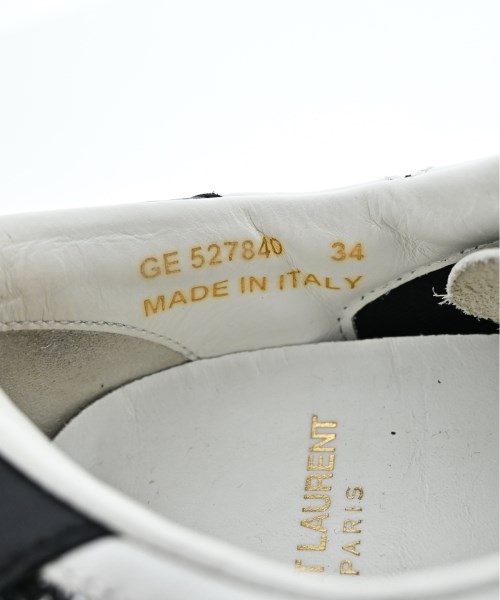 GE 527840 34
MADE IN ITALY
T LAURENT
PARIS